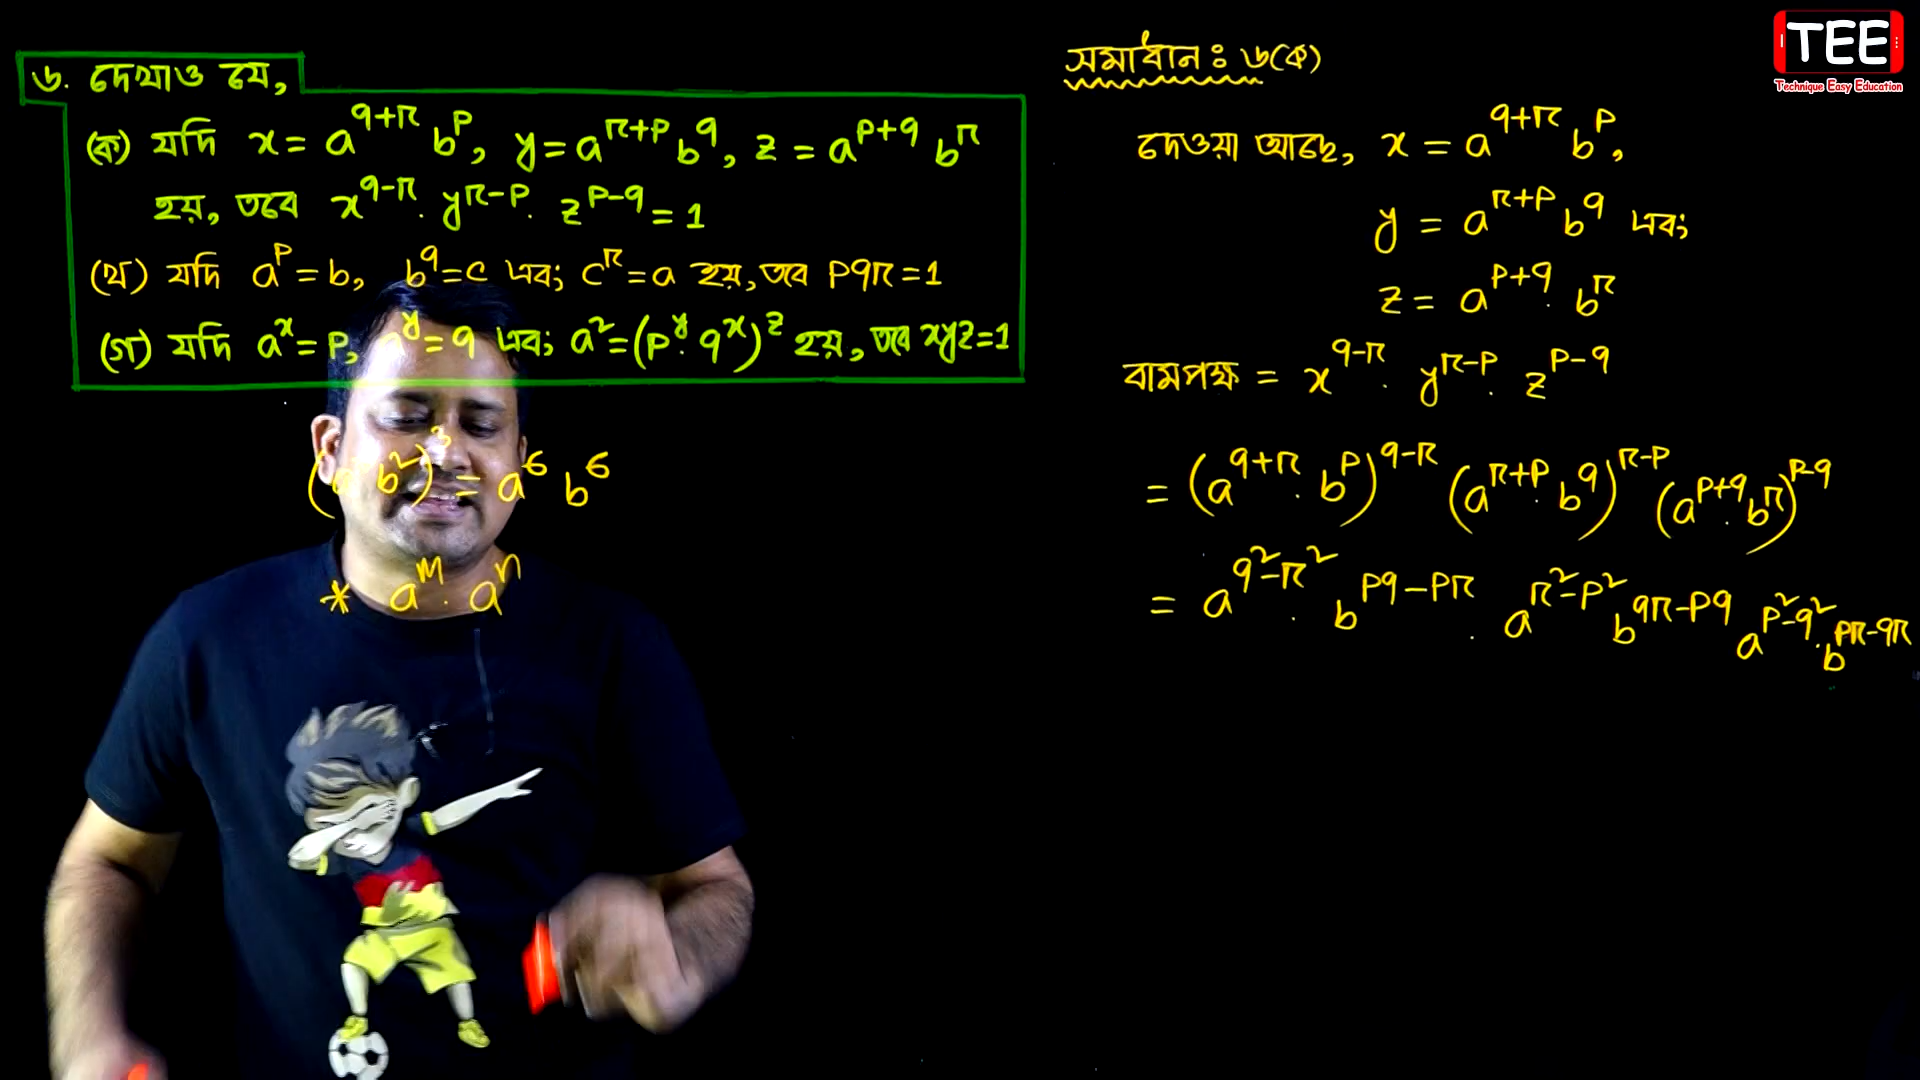 ৬. দেখাও যে,
(ক) যদি x = a^{q+r} b^p, y = a^{r+p} b^q, z = a^{p+q} b^r
হয়, তবে x^{q-r} · y^{r-p} · z^{p-q} = 1
(খ) যদি a^p = b, b^q = c এবং c^r = a হয়, তবে pqr = 1
(গ) যদি a^x = p, a^y = q এবং a^2 = (p^y · q^x)^z হয়, তবে xyz = 1
b^2)^3 = a^6 b^6
* a^m · a^n
সমাধান: ৬(ক)
দেওয়া আছে, x = a^{q+r} b^p,
y = a^{r+p} b^q এবং
z = a^{p+q} · b^r
বামপক্ষ = x^{q-r} · y^{r-p} · z^{p-q}
= (a^{q+r} · b^p)^{q-r} (a^{r+p} · b^q)^{r-p} (a^{p+q} · b^r)^{p-q}
= a^{q^2-r^2} · b^{pq-pr} · a^{r^2-p^2} b^{qr-pq} a^{p^2-q^2} · b^{pr-qr}
TEE
Technique Easy Education